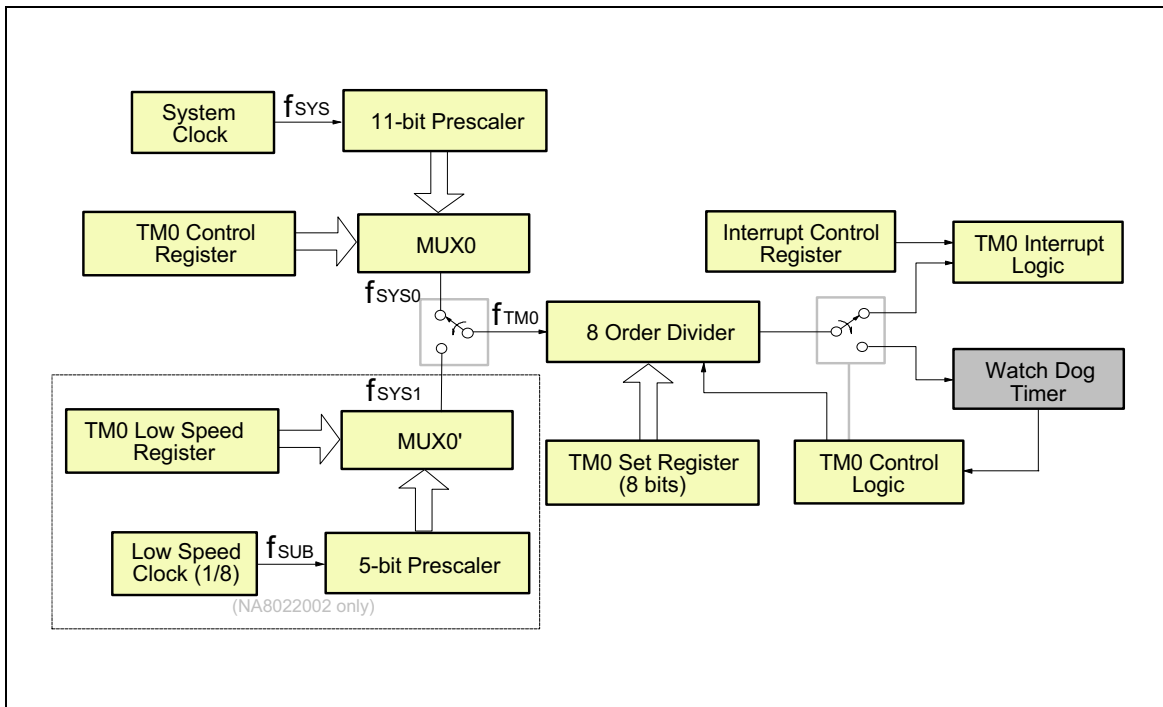 System
Clock
fSYS
11-bit Prescaler
TM0 Control
Register
MUX0
Interrupt Control
Register
TM0 Interrupt
Logic
fSYS0
fTM0
8 Order Divider
Watch Dog
Timer
fSYS1
TM0 Low Speed
Register
MUX0'
TM0 Set Register
(8 bits)
TM0 Control
Logic
Low Speed
Clock (1/8)
fSUB
5-bit Prescaler
(NA8022002 only)